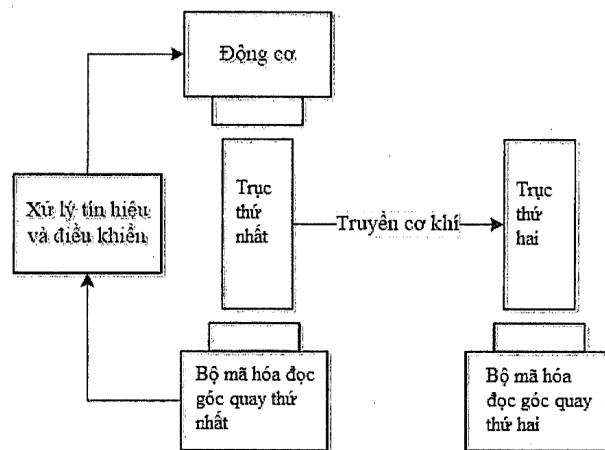 Động cơ
Xử lý tín hiệu
và điều khiển
Trục
thứ
nhất
Truyền cơ khí
Trục
thứ
hai
Bộ mã hóa đọc
góc quay thứ
nhất
Bộ mã hóa
đọc góc quay
thứ hai